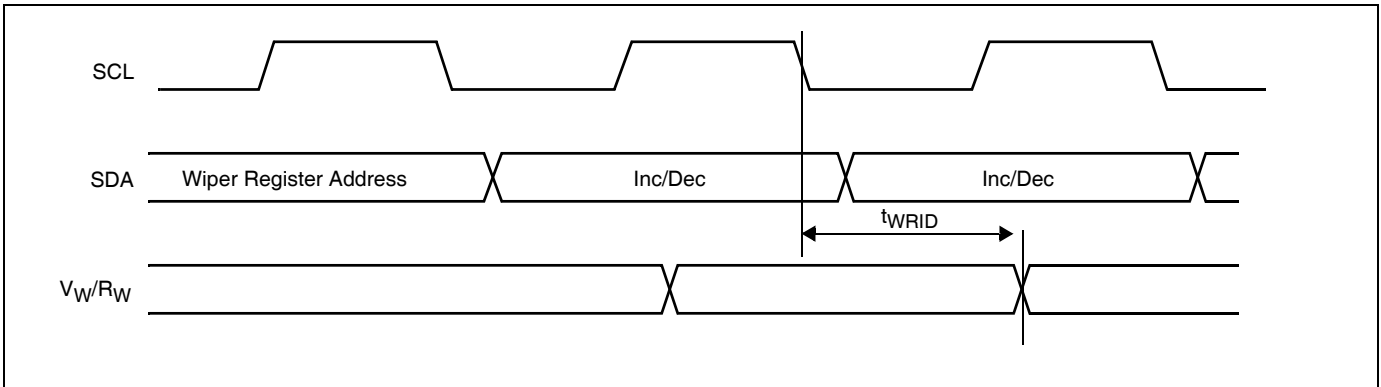 SCL
SDA Wiper Register Address Inc/Dec Inc/Dec
tWRID
VW/RW